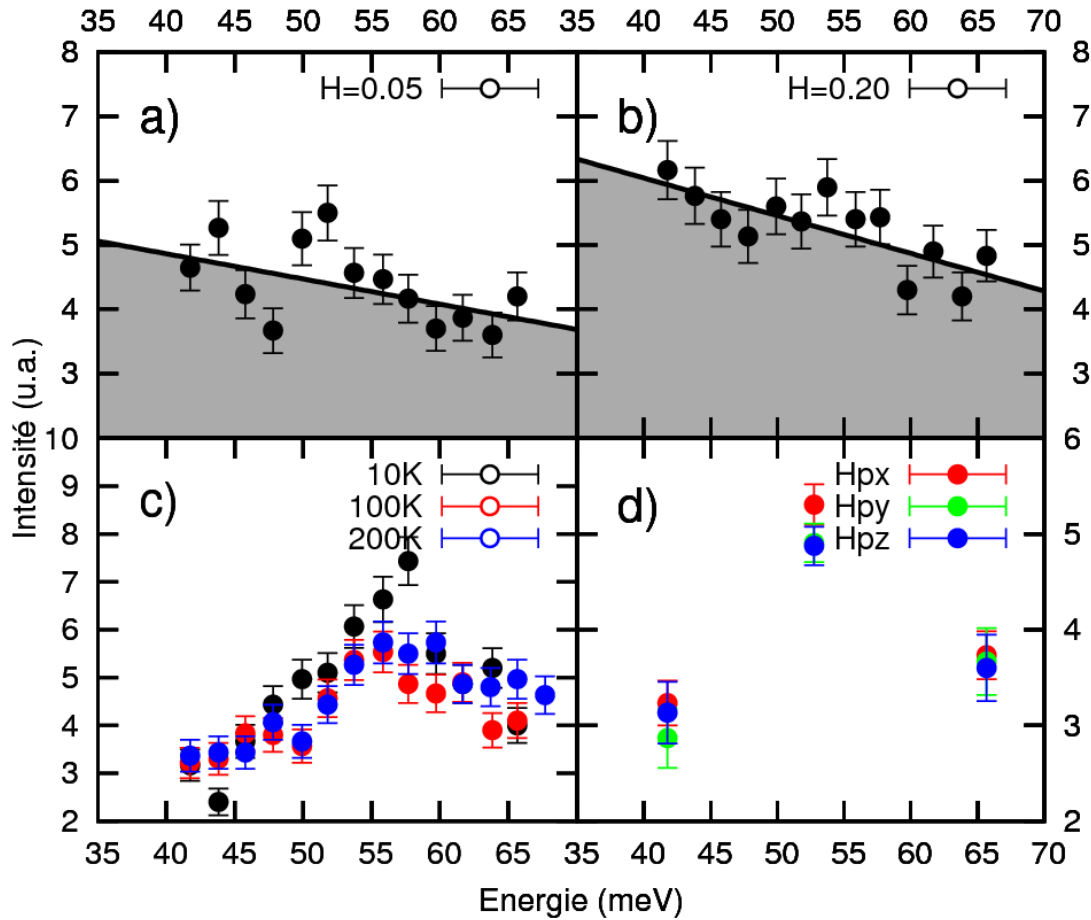 35 40 45 50 55 60 65 35 40 45 50 55 60 65 70
8 H=0.05 H=0.20 8
a) b)
7 7
6 6
5 5
4 4
3 3
10 6
10K Hpx
9 c) 100K d) Hpy
8 200K Hpz 5
7
6 4
5
4 3
3
2 2
35 40 45 50 55 60 65 35 40 45 50 55 60 65 70
Intensité (u.a.)
Energie (meV)